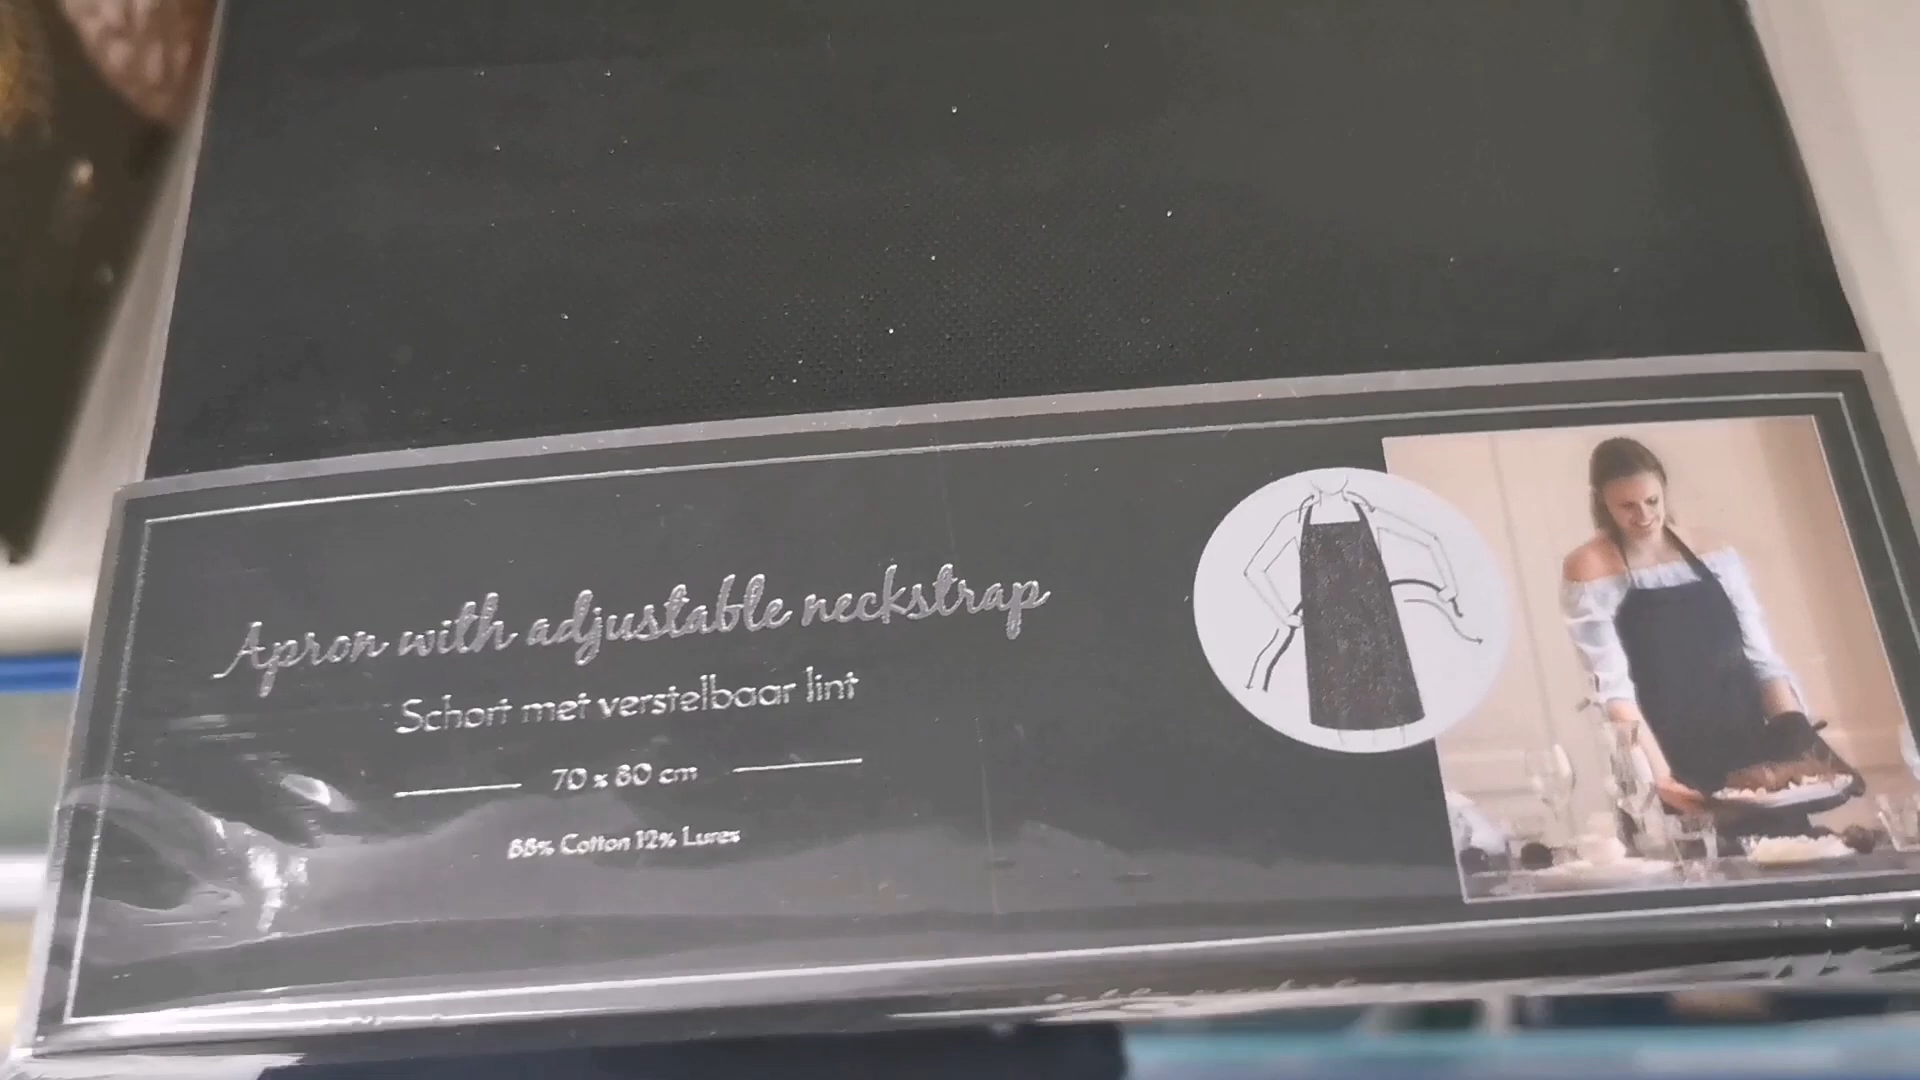 Apron with adjustable neckstrap
Schort met verstelbaar lint
70 x 80 cm
88% Cotton 12% Lurex